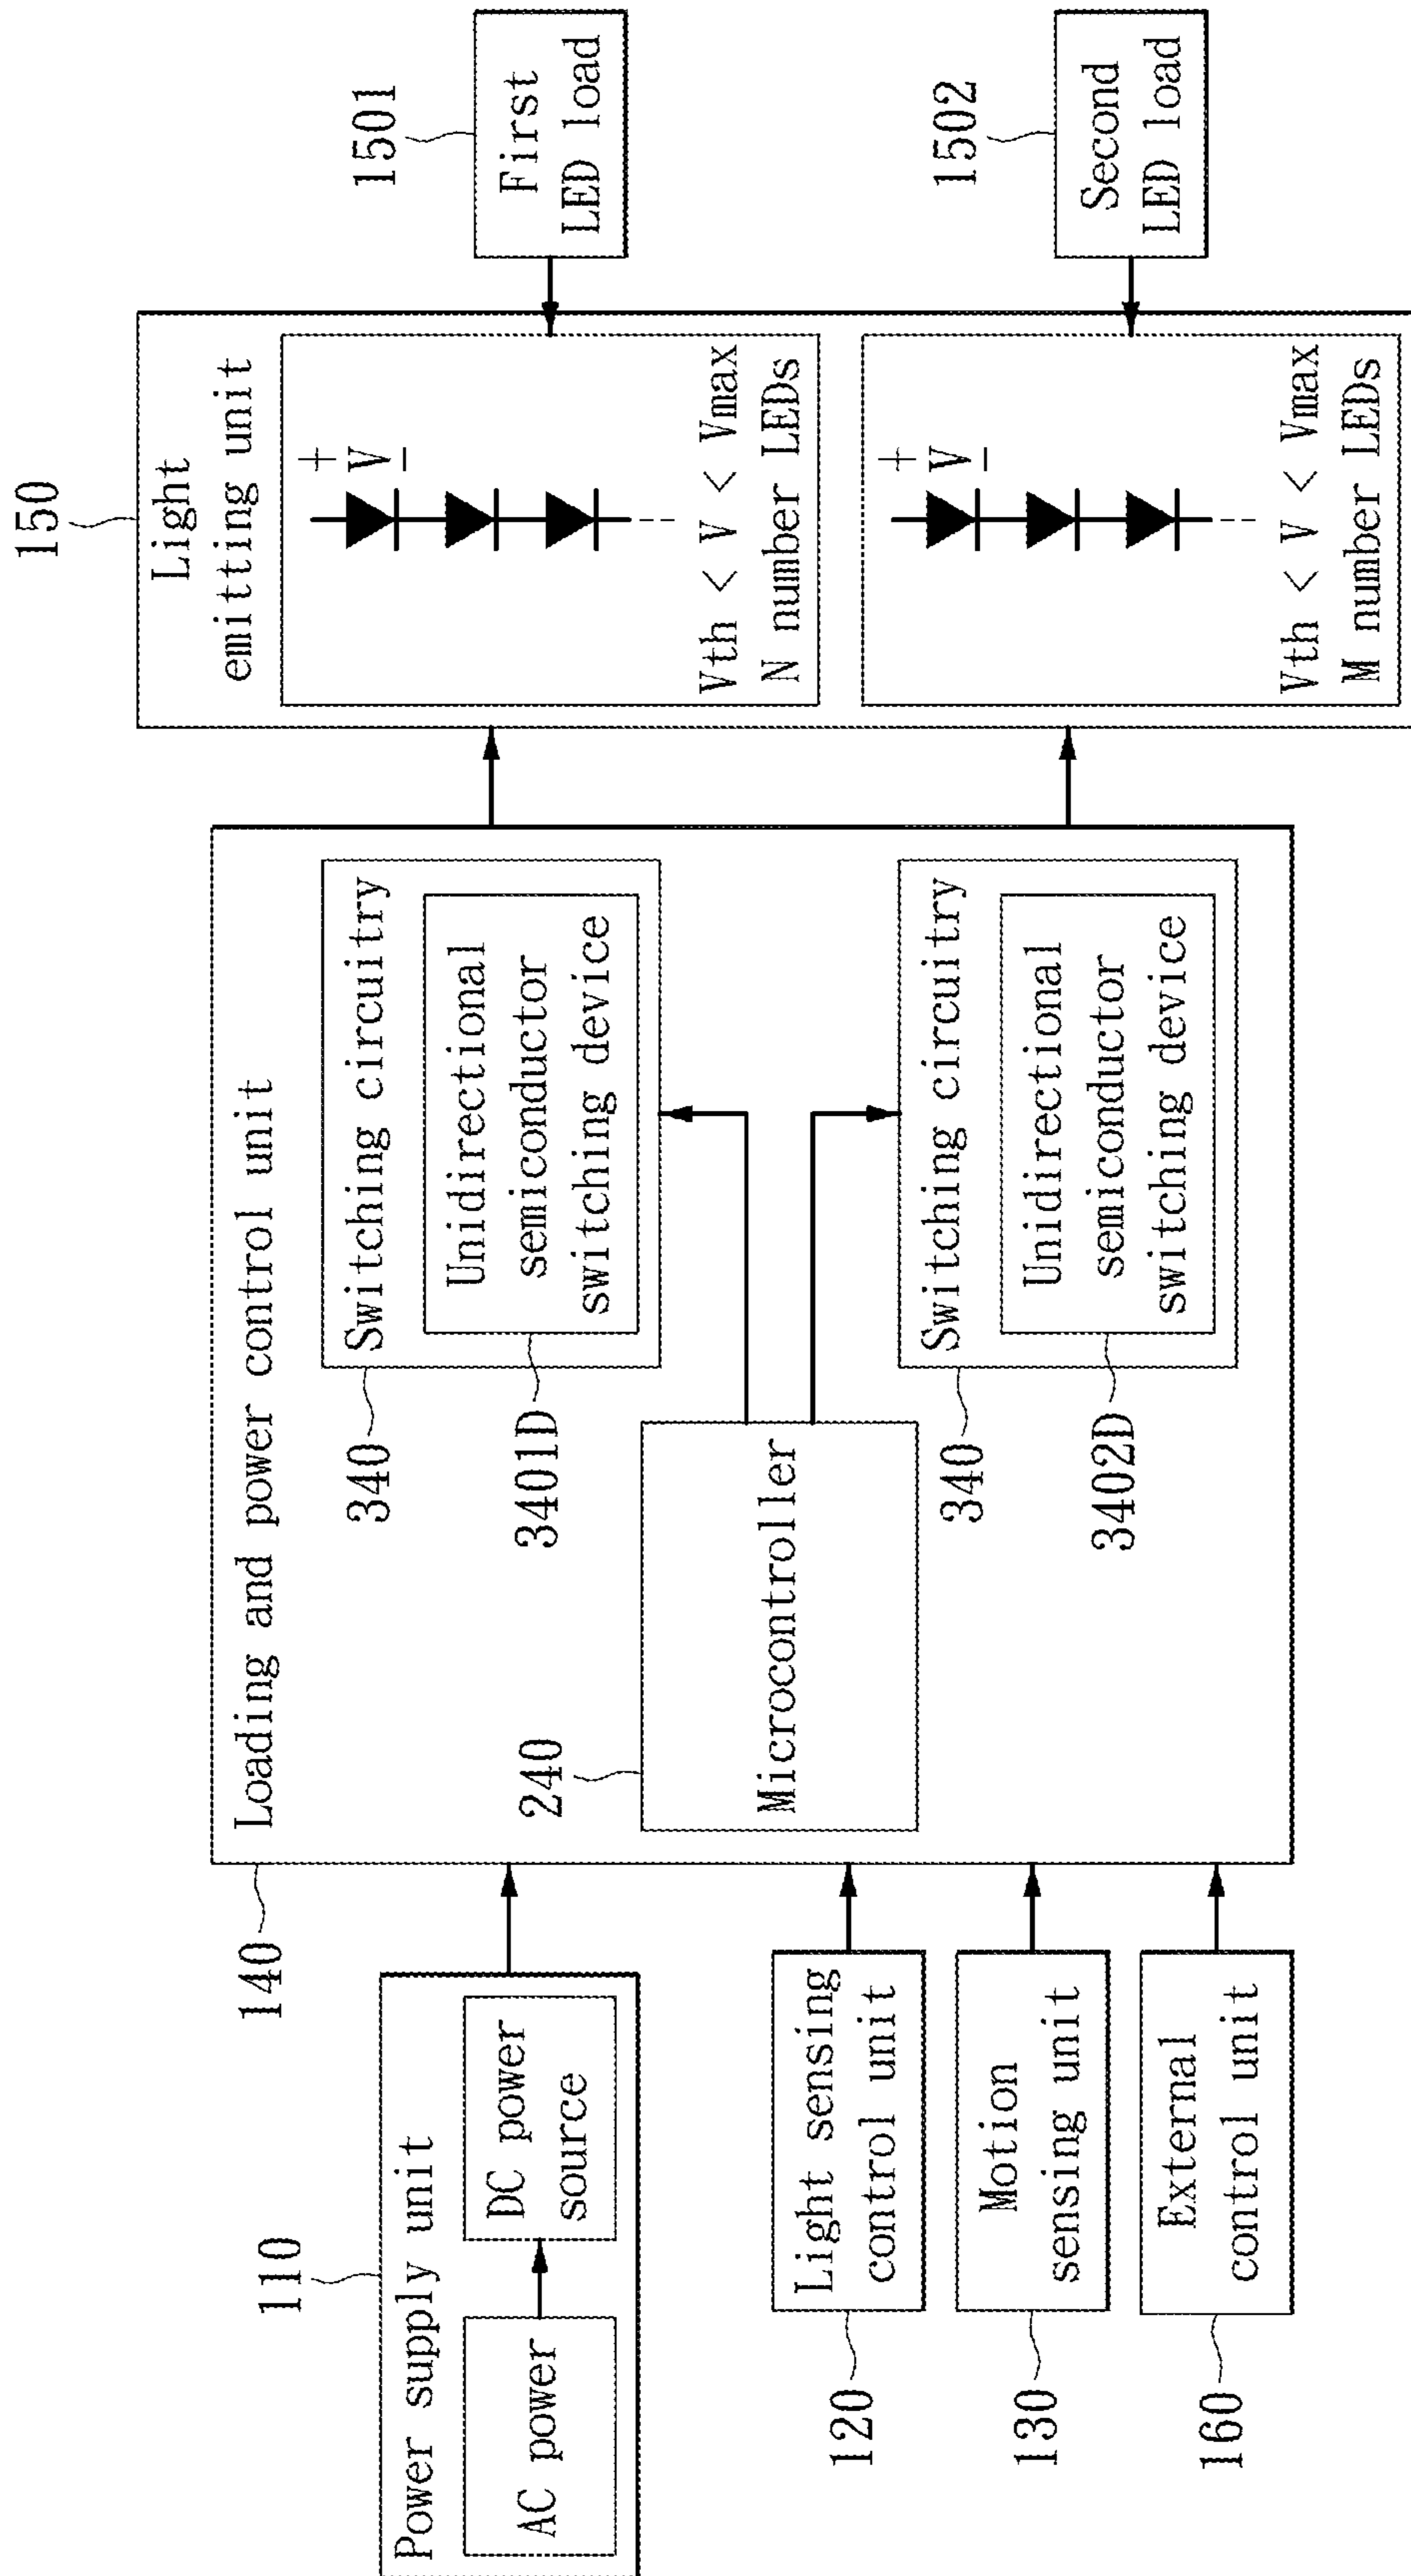 110
Power supply unit
AC power
DC power
source
120
Light sensing
control unit
130
Motion
sensing unit
160
External
control unit
140
Loading and power control unit
240
Microcontroller
340
Switching circuitry
3401D
Unidirectional
semiconductor
switching device
340
Switching circuitry
3402D
Unidirectional
semiconductor
switching device
150
Light
emitting unit
+
V
-
Vth < V < Vmax
N number LEDs
+
V
-
Vth < V < Vmax
M number LEDs
1501
First
LED load
1502
Second
LED load